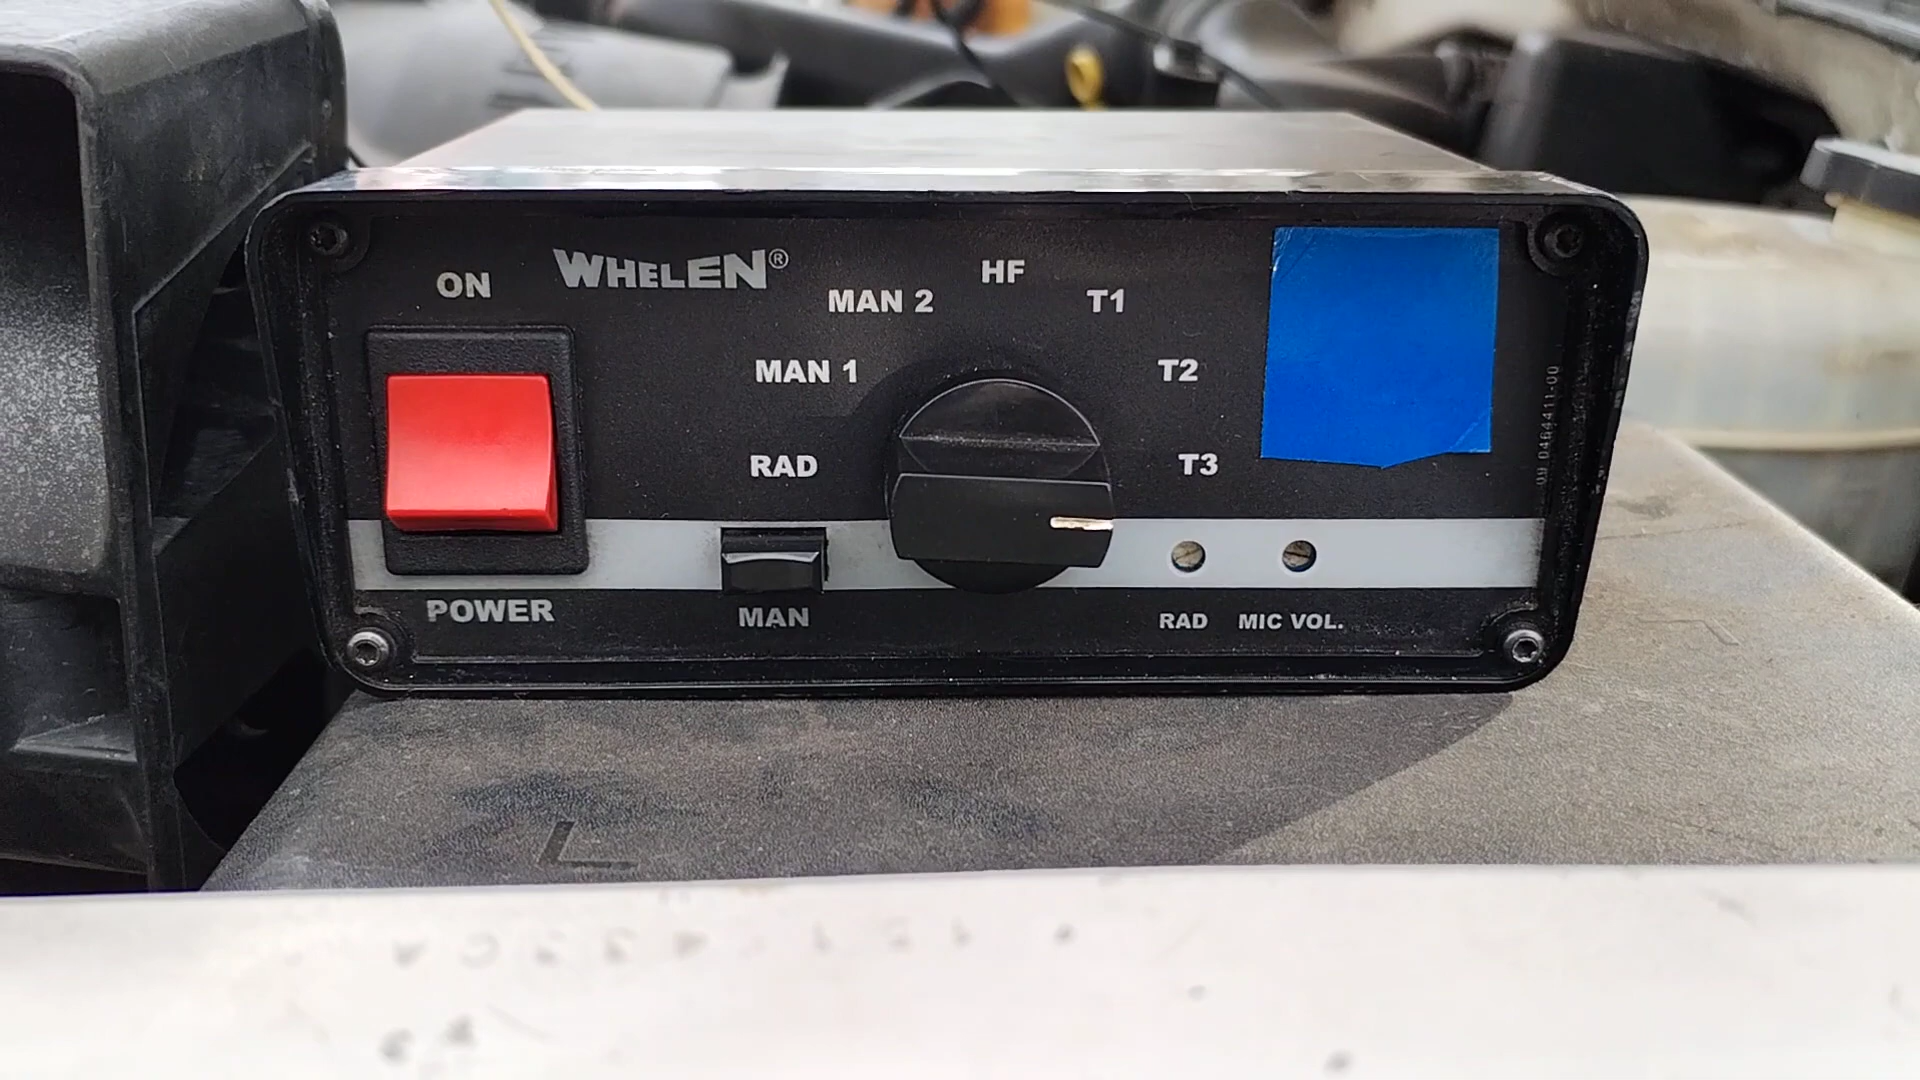 ON
WHELEN®
HF
MAN 2
T1
MAN 1
T2
RAD
T3
POWER
MAN
RAD
MIC VOL.